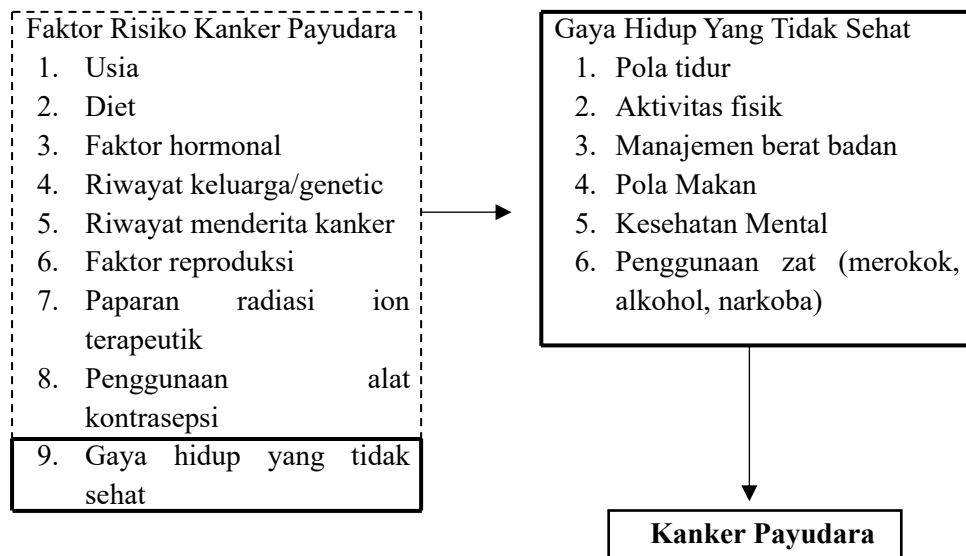 Faktor Risiko Kanker Payudara
1. Usia
2. Diet
3. Faktor hormonal
4. Riwayat keluarga/genetic
5. Riwayat menderita kanker
6. Faktor reproduksi
7. Paparan radiasi ion
terapeutik
8. Penggunaan alat
kontrasepsi
9. Gaya hidup yang tidak
sehat
Gaya Hidup Yang Tidak Sehat
1. Pola tidur
2. Aktivitas fisik
3. Manajemen berat badan
4. Pola Makan
5. Kesehatan Mental
6. Penggunaan zat (merokok,
alkohol, narkoba)
Kanker Payudara